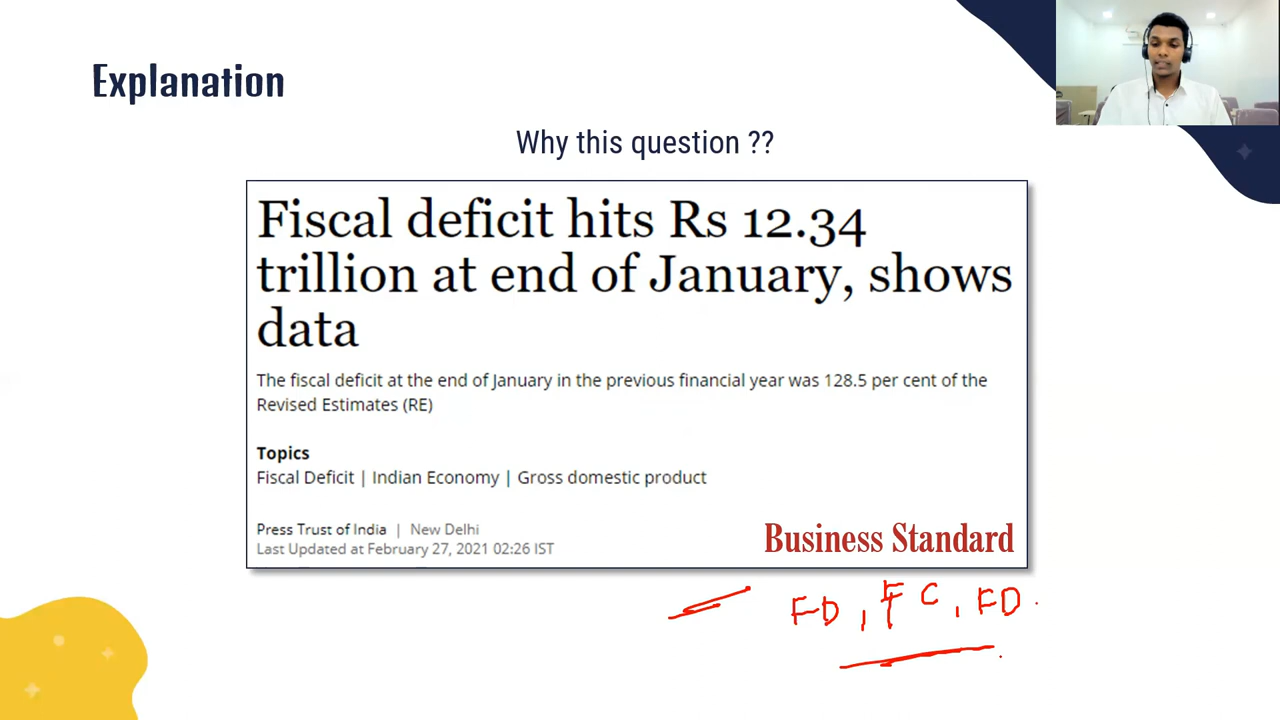 Explanation
Why this question ??
Fiscal deficit hits Rs 12.34
trillion at end of January, shows
data
The fiscal deficit at the end of January in the previous financial year was 128.5 per cent of the
Revised Estimates (RE)
Topics
Fiscal Deficit | Indian Economy | Gross domestic product
Press Trust of India | New Delhi
Last Updated at February 27, 2021 02:26 IST
Business Standard
FD, FC, FD